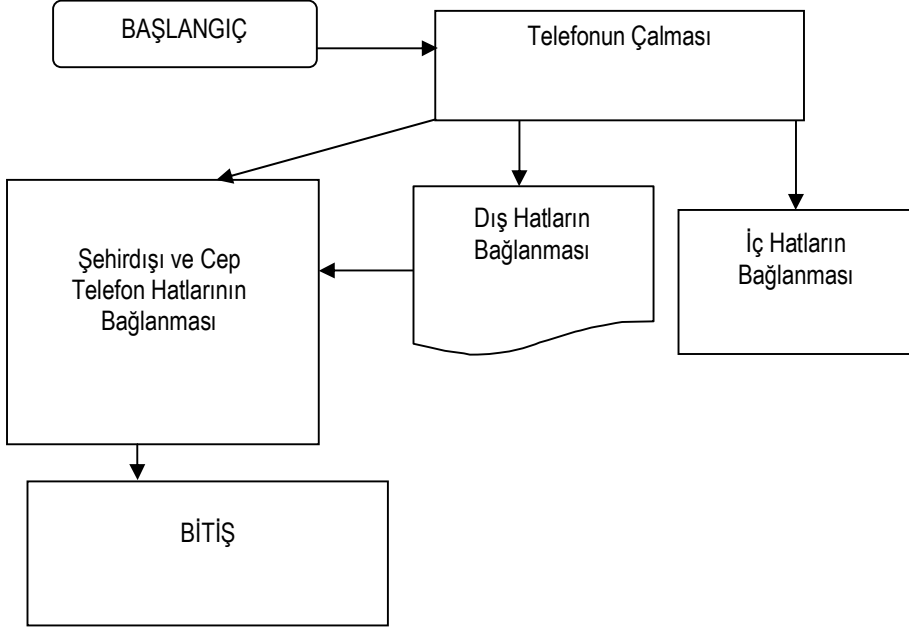 BAŞLANGIÇ
Telefonun Çalması
Şehirdışı ve Cep
Telefon Hatlarının
Bağlanması
Dış Hatların
Bağlanması
İç Hatların
Bağlanması
BİTİŞ